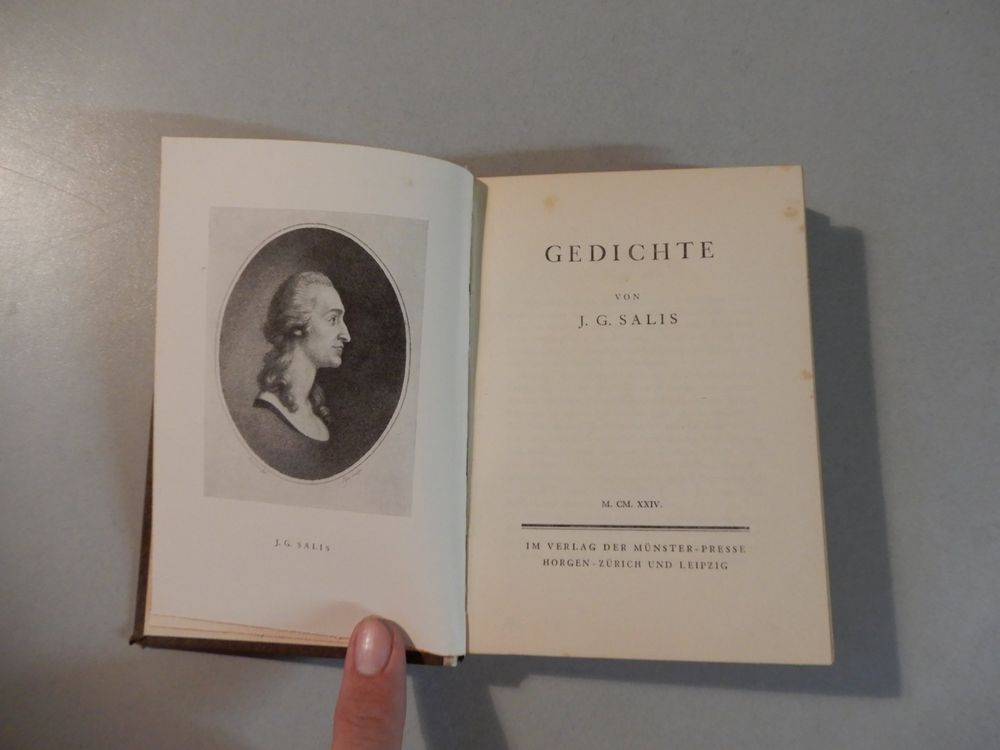 J. G. SALIS
GEDICHTE
VON
J. G. SALIS
M. CM. XXIV.
IM VERLAG DER MÜNSTER-PRESSE
HORGEN-ZÜRICH UND LEIPZIG